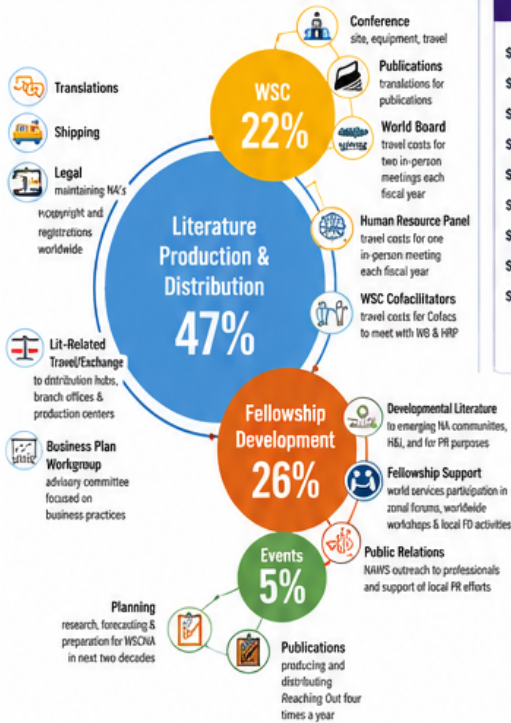 Conference
site, equipment, travel
Publications
translations for
publications
WSC
22%
World Board
travel costs for
two in-person
meetings each
fiscal year
Translations
Shipping
Legal
maintaining NA's
copyright and
registrations
worldwide
Literature
Production &
Distribution
47%
Human Resource Panel
travel costs for one
in-person meeting
each fiscal year
WSC Cofacilitators
travel costs for Cofacs
to meet with WB & HRP
Lit-Related
Travel/Exchange
to distribution hubs,
branch offices &
production centers
Business Plan
Workgroup
advisory committee
focused on
business practices
Fellowship
Development
26%
Developmental Literature
to emerging NA communities,
H&I, and for PR purposes
Fellowship Support
world services participation in
zonal forums, worldwide
workshops & local FD activities
Public Relations
NAWS outreach to professionals
and support of local PR efforts
Events
5%
Planning
research, forecasting &
preparation for WSCNA
in next two decades
Publications
producing and
distributing
Reaching Out four
times a year
$
$
$
$
$
$
$
$
$